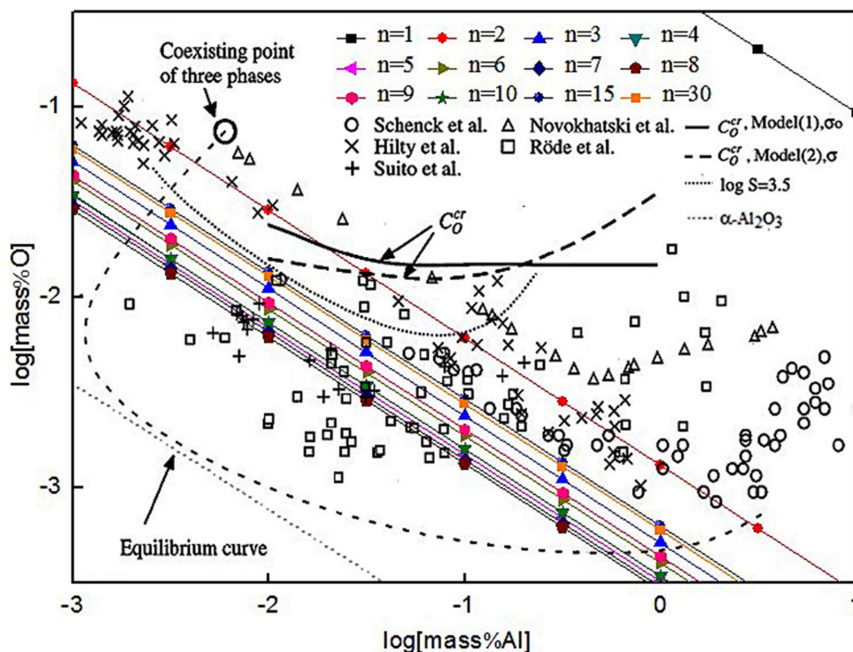 Coexisting point
of three phases
n=1 n=2 n=3 n=4
n=5 n=6 n=7 n=8
n=9 n=10 n=15 n=30
Schenck et al. Novokhatski et al.
Hilty et al. Röde et al.
Suito et al.
C_O^cr, Model(1),σ₀
C_O^cr, Model(2),σ
log S=3.5
α-Al₂O₃
C_O^cr
Equilibrium curve
log[mass%O]
-1
-2
-3
-3 -2 -1 0 1
log[mass%Al]